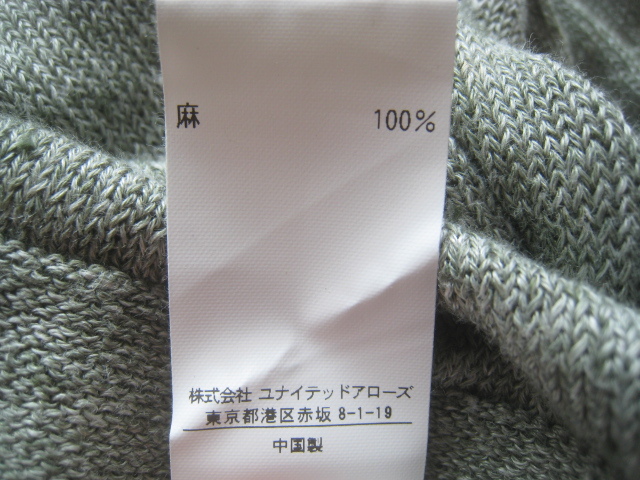 麻 100%
株式会社 ユナイテッドアローズ
東京都港区赤坂 8-1-19
中国製